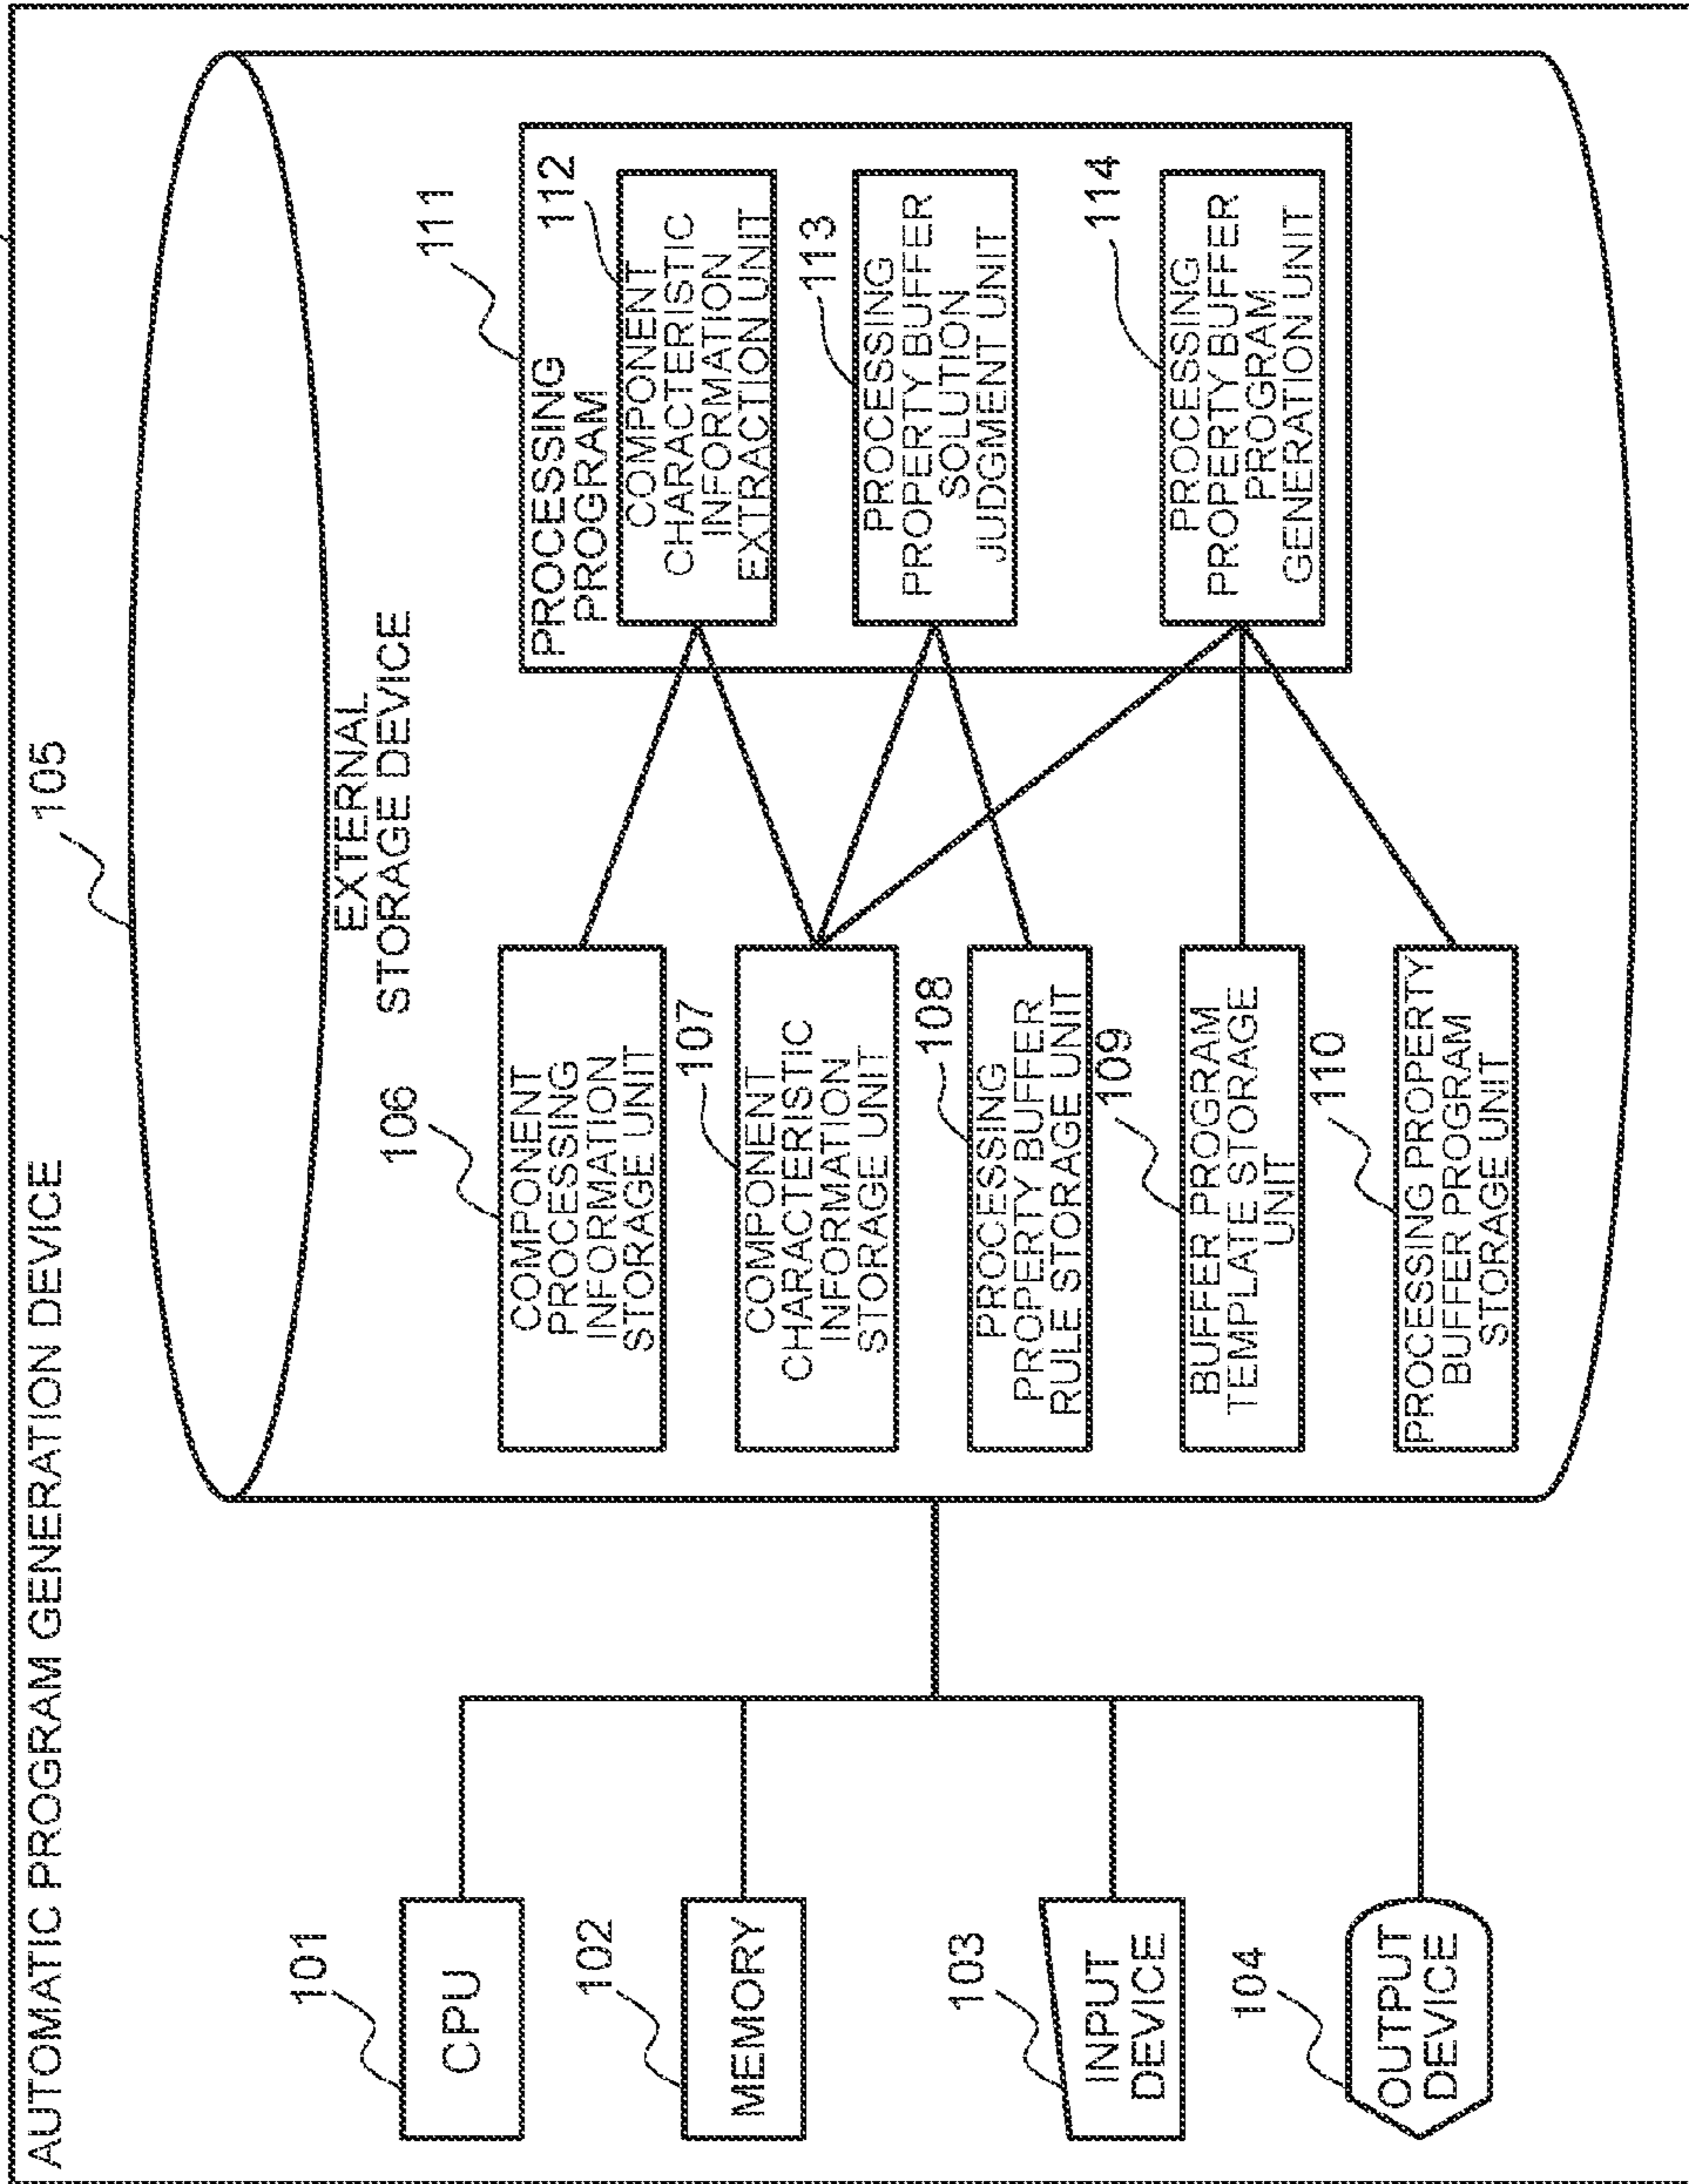 AUTOMATIC PROGRAM GENERATION DEVICE
101
CPU
102
MEMORY
103
INPUT
DEVICE
104
OUTPUT
DEVICE
105
EXTERNAL
STORAGE DEVICE
106
COMPONENT
PROCESSING
INFORMATION
STORAGE UNIT
107
COMPONENT
CHARACTERISTIC
INFORMATION
STORAGE UNIT
108
PROCESSING
PROPERTY BUFFER
RULE STORAGE UNIT
109
BUFFER PROGRAM
TEMPLATE STORAGE
UNIT
110
PROCESSING PROPERTY
BUFFER PROGRAM
STORAGE UNIT
111
PROCESSING
PROGRAM
112
COMPONENT
CHARACTERISTIC
INFORMATION
EXTRACTION UNIT
113
PROCESSING
PROPERTY BUFFER
SOLUTION
JUDGMENT UNIT
114
PROCESSING
PROPERTY BUFFER
PROGRAM
GENERATION UNIT